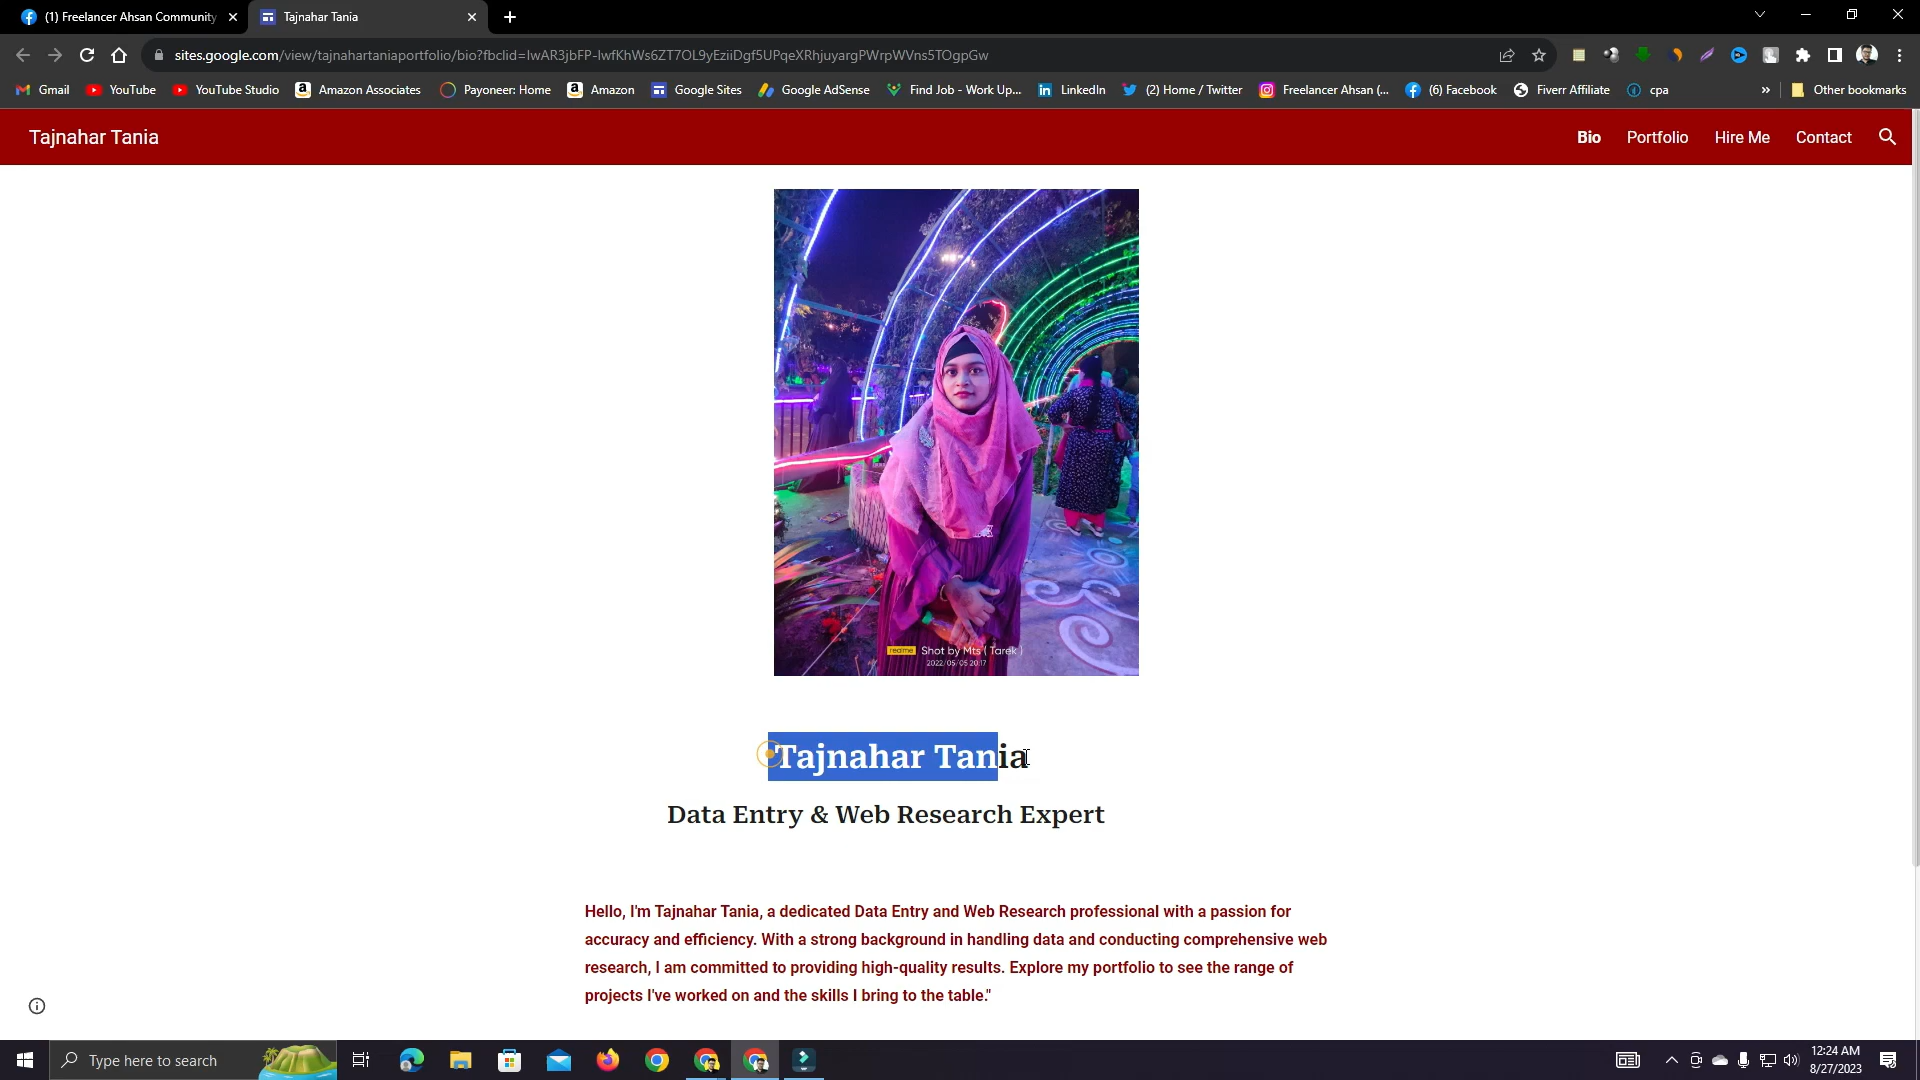 (1) Freelancer Ahsan Community
Tajnahar Tania
sites.google.com/view/tajnahartaniaportfolio/bio?fbclid=IwAR3jbFP-IwfKhWs6ZT7OL9yEziiDgf5UPqeXRhjuyargPWrpWVns5TOgpGw
Gmail YouTube YouTube Studio Amazon Associates Payoneer: Home Amazon Google Sites Google AdSense Find Job - Work Up... LinkedIn (2) Home / Twitter Freelancer Ahsan (... (6) Facebook Fiverr Affiliate cpa » Other bookmarks
Tajnahar Tania
Bio Portfolio Hire Me Contact
realme Shot by Mts ( Tarek )
2022/05/05 20:17
Tajnahar Tania
Data Entry & Web Research Expert
Hello, I'm Tajnahar Tania, a dedicated Data Entry and Web Research professional with a passion for
accuracy and efficiency. With a strong background in handling data and conducting comprehensive web
research, I am committed to providing high-quality results. Explore my portfolio to see the range of
projects I've worked on and the skills I bring to the table."
Type here to search
12:24 AM
8/27/2023